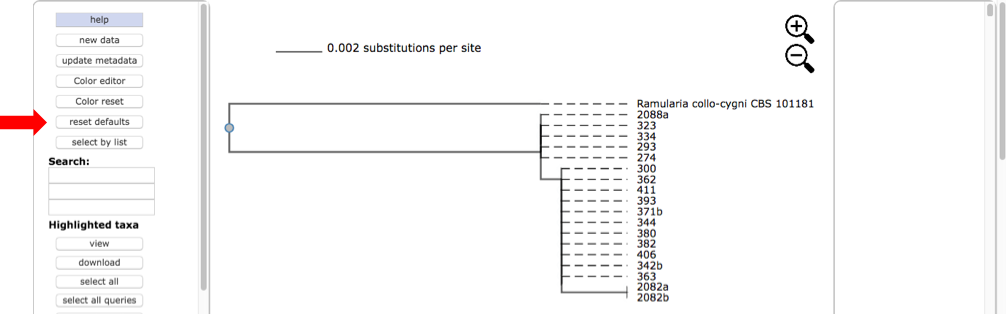 help
new data
update metadata
Color editor
Color reset
reset defaults
select by list
Search:
Highlighted taxa
view
download
select all
select all queries
0.002 substitutions per site
Ramularia collo-cygni CBS 101181
2088a
323
334
293
274
300
362
411
393
371b
344
380
382
406
342b
363
2082a
2082b